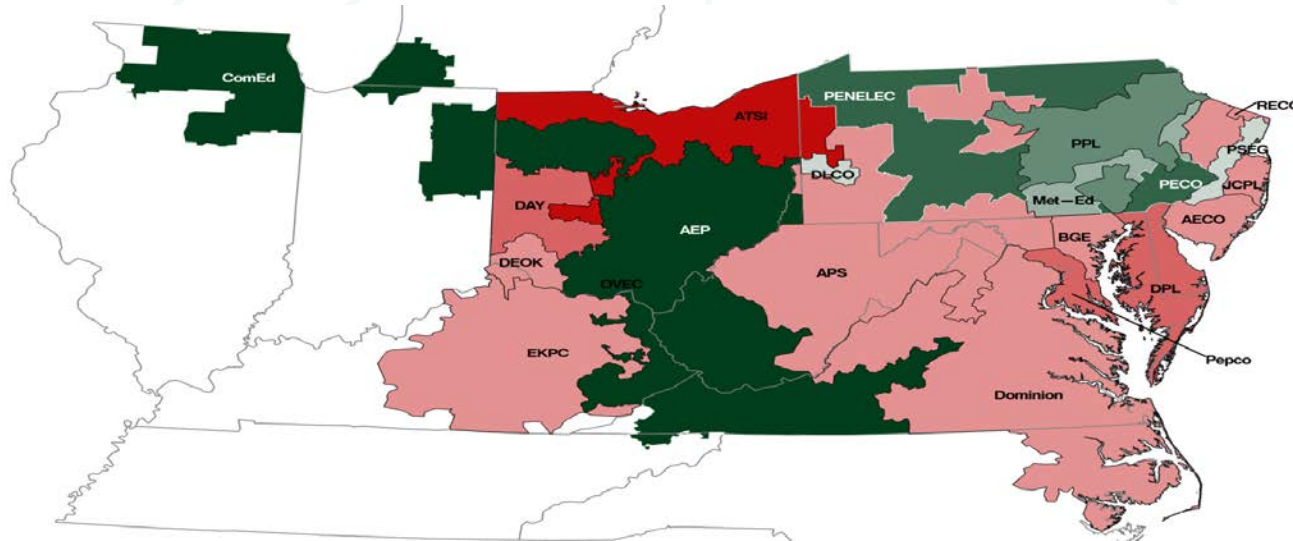 ComEd
PENELEC
RECO
ATSI
PPL
PSEG
DLCO
PECO
JCPL
Met-Ed
DAY
AECO
AEP
BGE
DEOK
APS
OVEC
DPL
EKPC
Pepco
Dominion